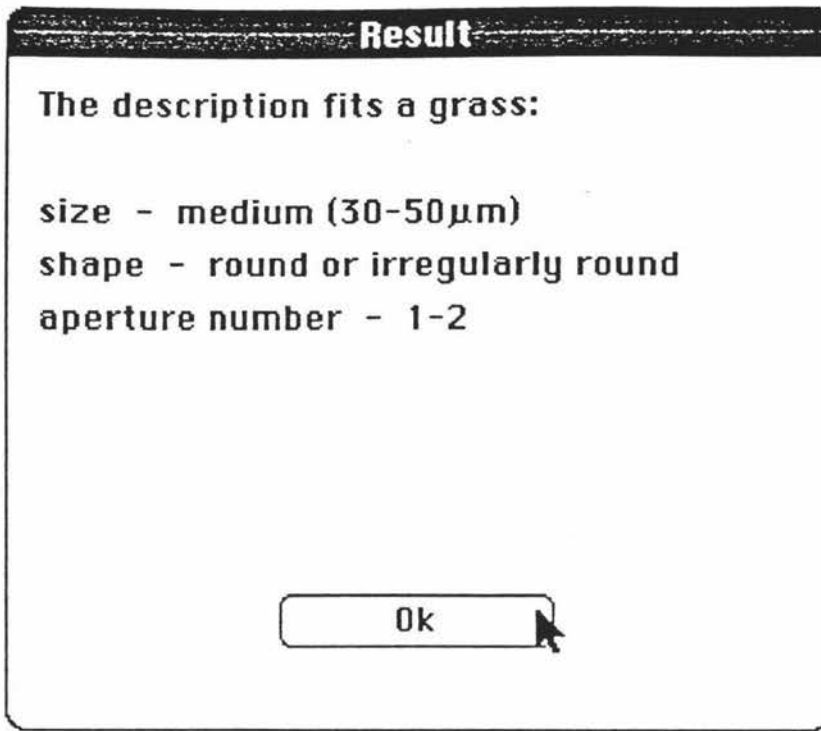 Result
The description fits a grass:
size - medium (30-50µm)
shape - round or irregularly round
aperture number - 1-2
Ok